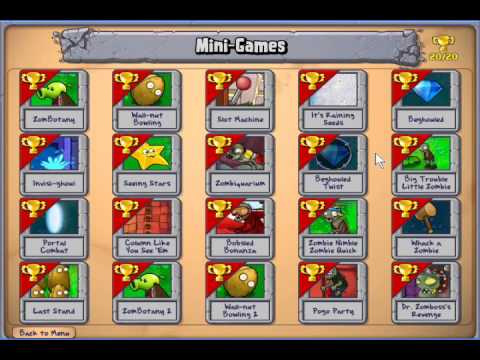 Mini-Games
20/20
ZomBotany
Wall-nut
Bowling
Slot Machine
It's Raining
Seeds
Beghouled
Invisi-ghoul
Seeing Stars
Zombiquarium
Beghouled
Twist
Big Trouble
Little Zombie
Portal
Combat
Column Like
You See 'Em
Bobsled
Bonanza
Zombie Nimble
Zombie Quick
Whack a
Zombie
Last Stand
ZomBotany 2
Wall-nut
Bowling 2
Pogo Party
Dr. Zomboss's
Revenge
Back to Menu